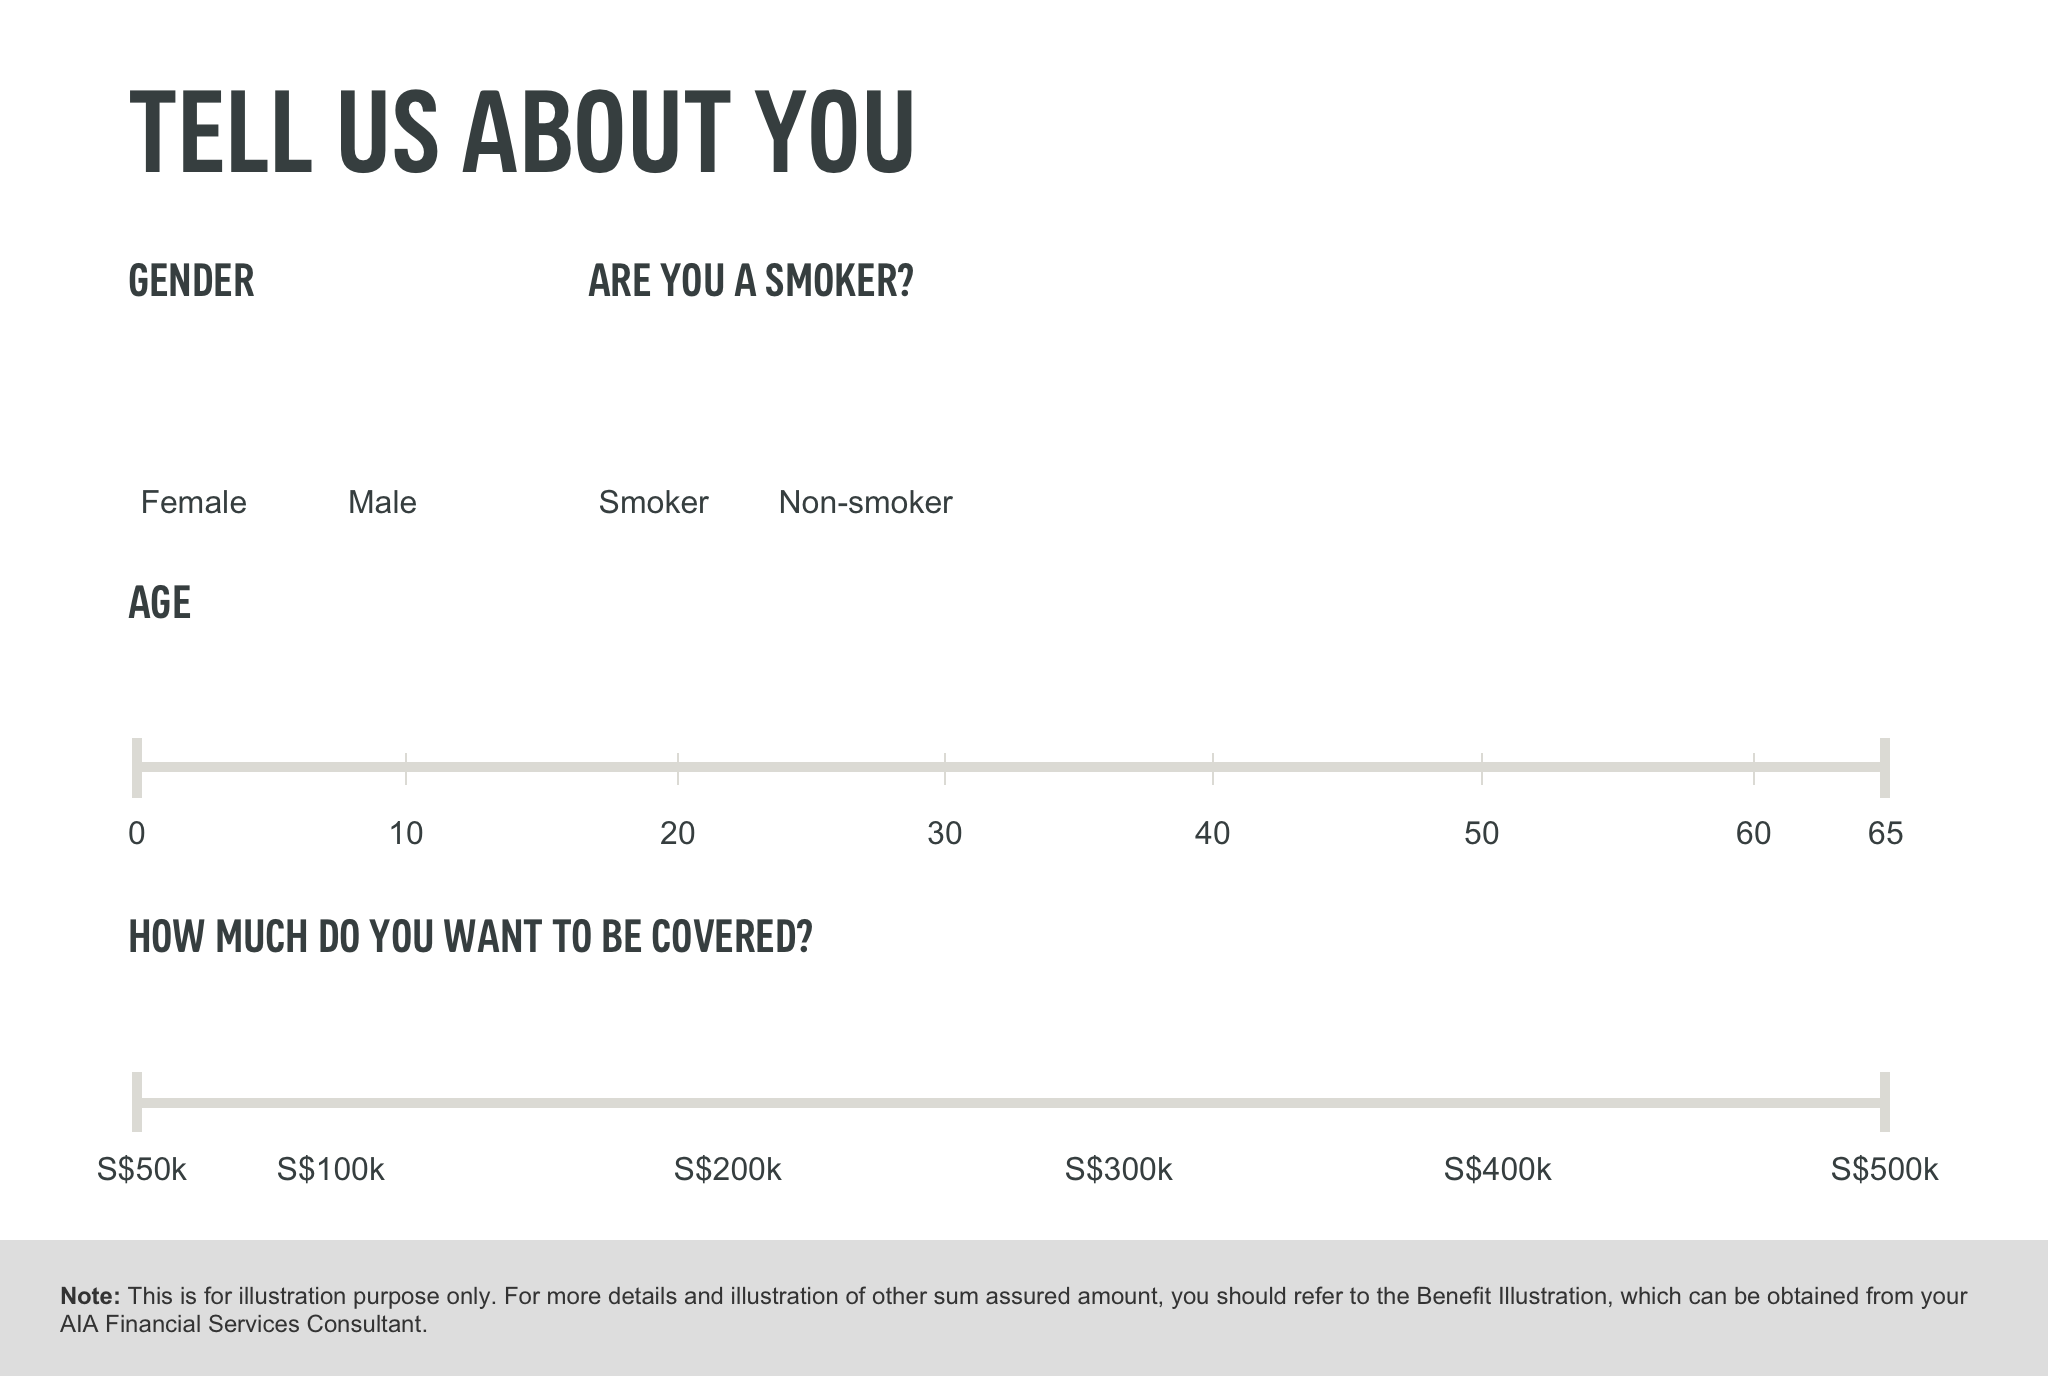 TELL US ABOUT YOU
GENDER
ARE YOU A SMOKER?
Female
Male
Smoker
Non-smoker
AGE
0
10
20
30
40
50
60
65
HOW MUCH DO YOU WANT TO BE COVERED?
S$50k
S$100k
S$200k
S$300k
S$400k
S$500k
Note: This is for illustration purpose only. For more details and illustration of other sum assured amount, you should refer to the Benefit Illustration, which can be obtained from your
AIA Financial Services Consultant.